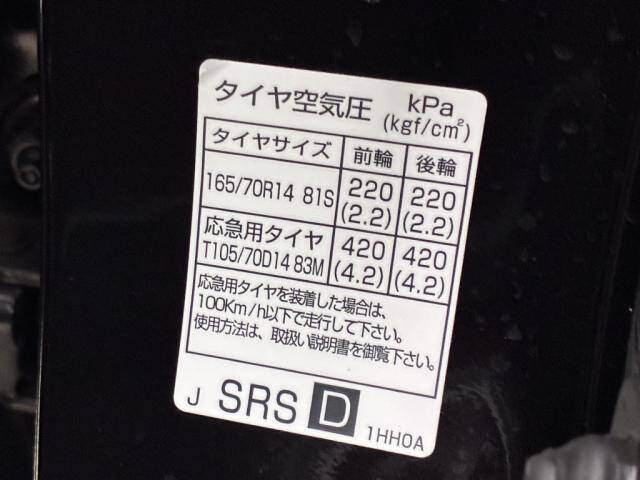 タイヤ空気圧 kPa
(kgf/cm²)
タイヤサイズ 前輪 後輪
165/70R14 81S 220 (2.2) 220 (2.2)
応急用タイヤ
T105/70D14 83M 420 (4.2) 420 (4.2)
応急用タイヤを装着した場合は、
100Km/h以下で走行して下さい。
使用方法は、取扱い説明書を御覧下さい。
J SRS D 1HH0A